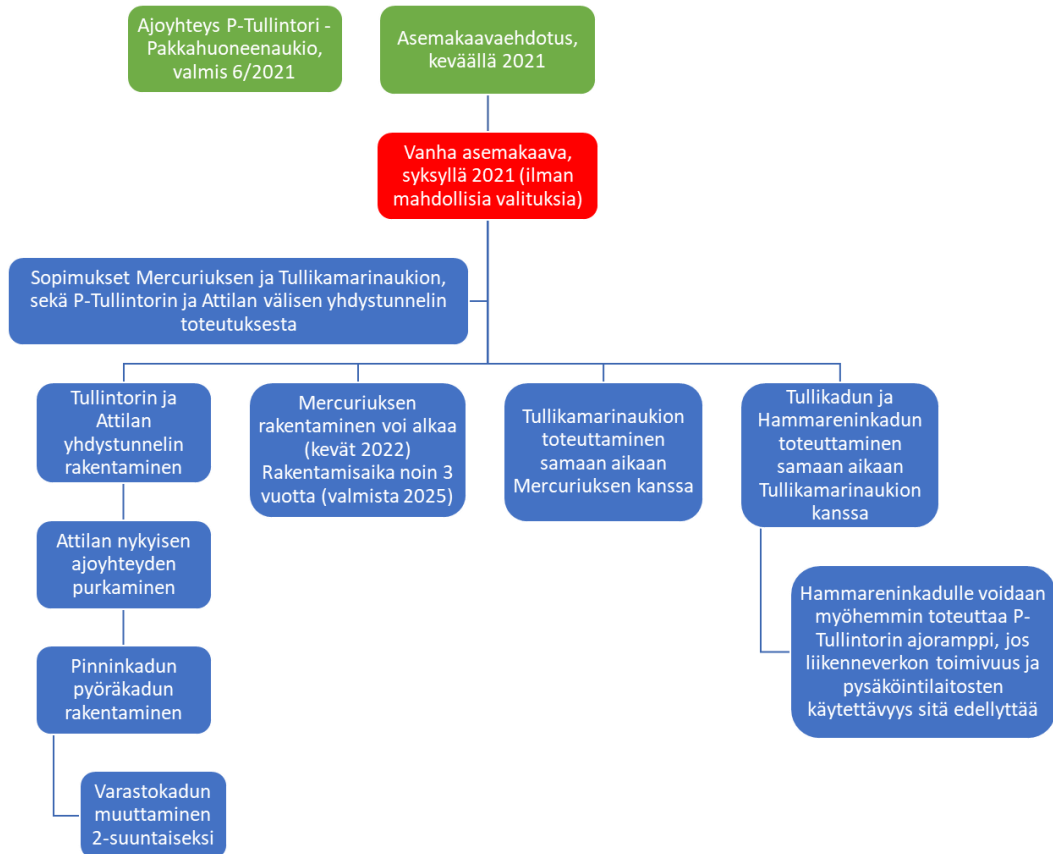 Ajoyhteys P-Tullintori -
Pakkahuoneenaukio,
valmis 6/2021
Asemakaavaehdotus,
keväällä 2021
Vanha asemakaava,
syksyllä 2021 (ilman
mahdollisia valituksia)
Sopimukset Mercuriuksen ja Tullikamarinaukion,
sekä P-Tullintorin ja Attilan välisen yhdystunnelin
toteutuksesta
Tullintorin ja
Attilan
yhdystunnelin
rakentaminen
Mercuriuksen
rakentaminen voi alkaa
(kevät 2022)
Rakentamisaika noin 3
vuotta (valmista 2025)
Tullikamarinaukion
toteuttaminen
samaan aikaan
Mercuriuksen kanssa
Tullikadun ja
Hammareninkadun
toteuttaminen
samaan aikaan
Tullikamarinaukion
kanssa
Attilan nykyisen
ajoyhteyden
purkaminen
Hammareninkadulle voidaan
myöhemmin toteuttaa P-
Tullintorin ajoramppi, jos
liikenneverkon toimivuus ja
pysäköintilaitosten
käytettävyys sitä edellyttää
Pinninkadun
pyöräkadun
rakentaminen
Varastokadun
muuttaminen
2-suuntaiseksi